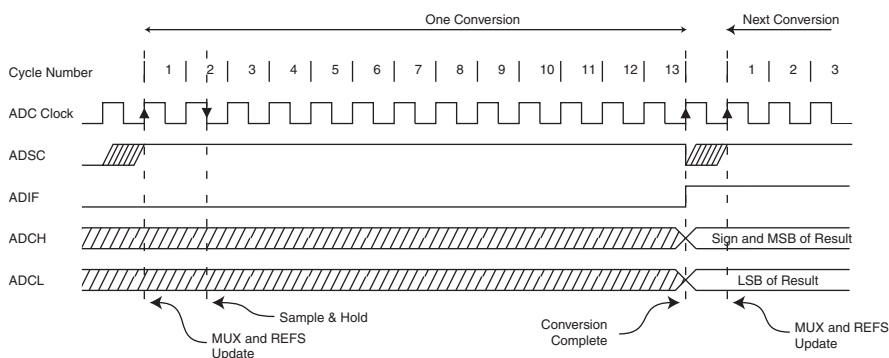 One Conversion
Next Conversion
Cycle Number 1 2 3 4 5 6 7 8 9 10 11 12 13 1 2 3
ADC Clock
ADSC
ADIF
ADCH
Sign and MSB of Result
ADCL
LSB of Result
Sample & Hold
MUX and REFS
Update
Conversion
Complete
MUX and REFS
Update